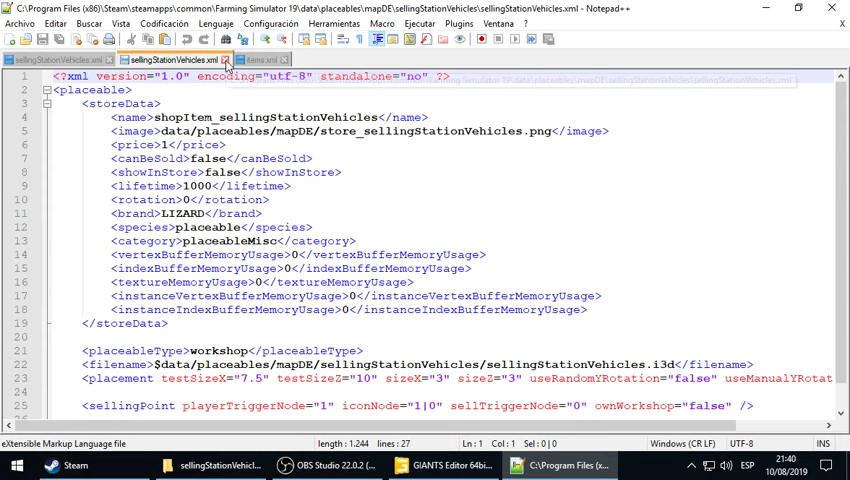 C:\Program Files (x86)\Steam\steamapps\common\Farming Simulator 19\data\placeables\mapDE\sellingStationVehicles\sellingStationVehicles.xml - Notepad++
Archivo Editar Buscar Vista Codificación Lenguaje Configuración Herramientas Macro Ejecutar Plugins Ventana ? X
sellingStationVehicles.xml sellingStationVehicles.xml items.xml
1 <?xml version="1.0" encoding="utf-8" standalone="no" ?>
2 <placeable>
3 <storeData>
4 <name>shopItem_sellingStationVehicles</name>
5 <image>data/placeables/mapDE/store_sellingStationVehicles.png</image>
6 <price>1</price>
7 <canBeSold>false</canBeSold>
8 <showInStore>false</showInStore>
9 <lifetime>1000</lifetime>
10 <rotation>0</rotation>
11 <brand>LIZARD</brand>
12 <species>placeable</species>
13 <category>placeableMisc</category>
14 <vertexBufferMemoryUsage>0</vertexBufferMemoryUsage>
15 <indexBufferMemoryUsage>0</indexBufferMemoryUsage>
16 <textureMemoryUsage>0</textureMemoryUsage>
17 <instanceVertexBufferMemoryUsage>0</instanceVertexBufferMemoryUsage>
18 <instanceIndexBufferMemoryUsage>0</instanceIndexBufferMemoryUsage>
19 </storeData>
20
21 <placeableType>workshop</placeableType>
22 <filename>$data/placeables/mapDE/sellingStationVehicles/sellingStationVehicles.i3d</filename>
23 <placement testSizeX="7.5" testSizeZ="10" sizeX="3" sizeZ="3" useRandomYRotation="false" useManualYRotat
24
25 <sellingPoint playerTriggerNode="1" iconNode="1|0" sellTriggerNode="0" ownWorkshop="false" />
eXtensible Markup Language file length : 1.244 lines : 27 Ln : 1 Col : 1 Sel : 0 | 0 Windows (CR LF) UTF-8 INS
Steam sellingStationVehicl... OBS Studio 22.0.2 (... GIANTS Editor 64bi... C:\Program Files (x... ESP 21:40
10/08/2019